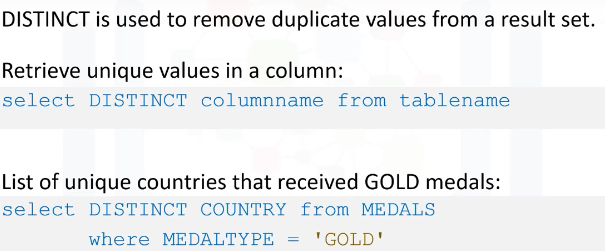 DISTINCT is used to remove duplicate values from a result set.
Retrieve unique values in a column:
select DISTINCT columnname from tablename
List of unique countries that received GOLD medals:
select DISTINCT COUNTRY from MEDALS
where MEDALTYPE = 'GOLD'